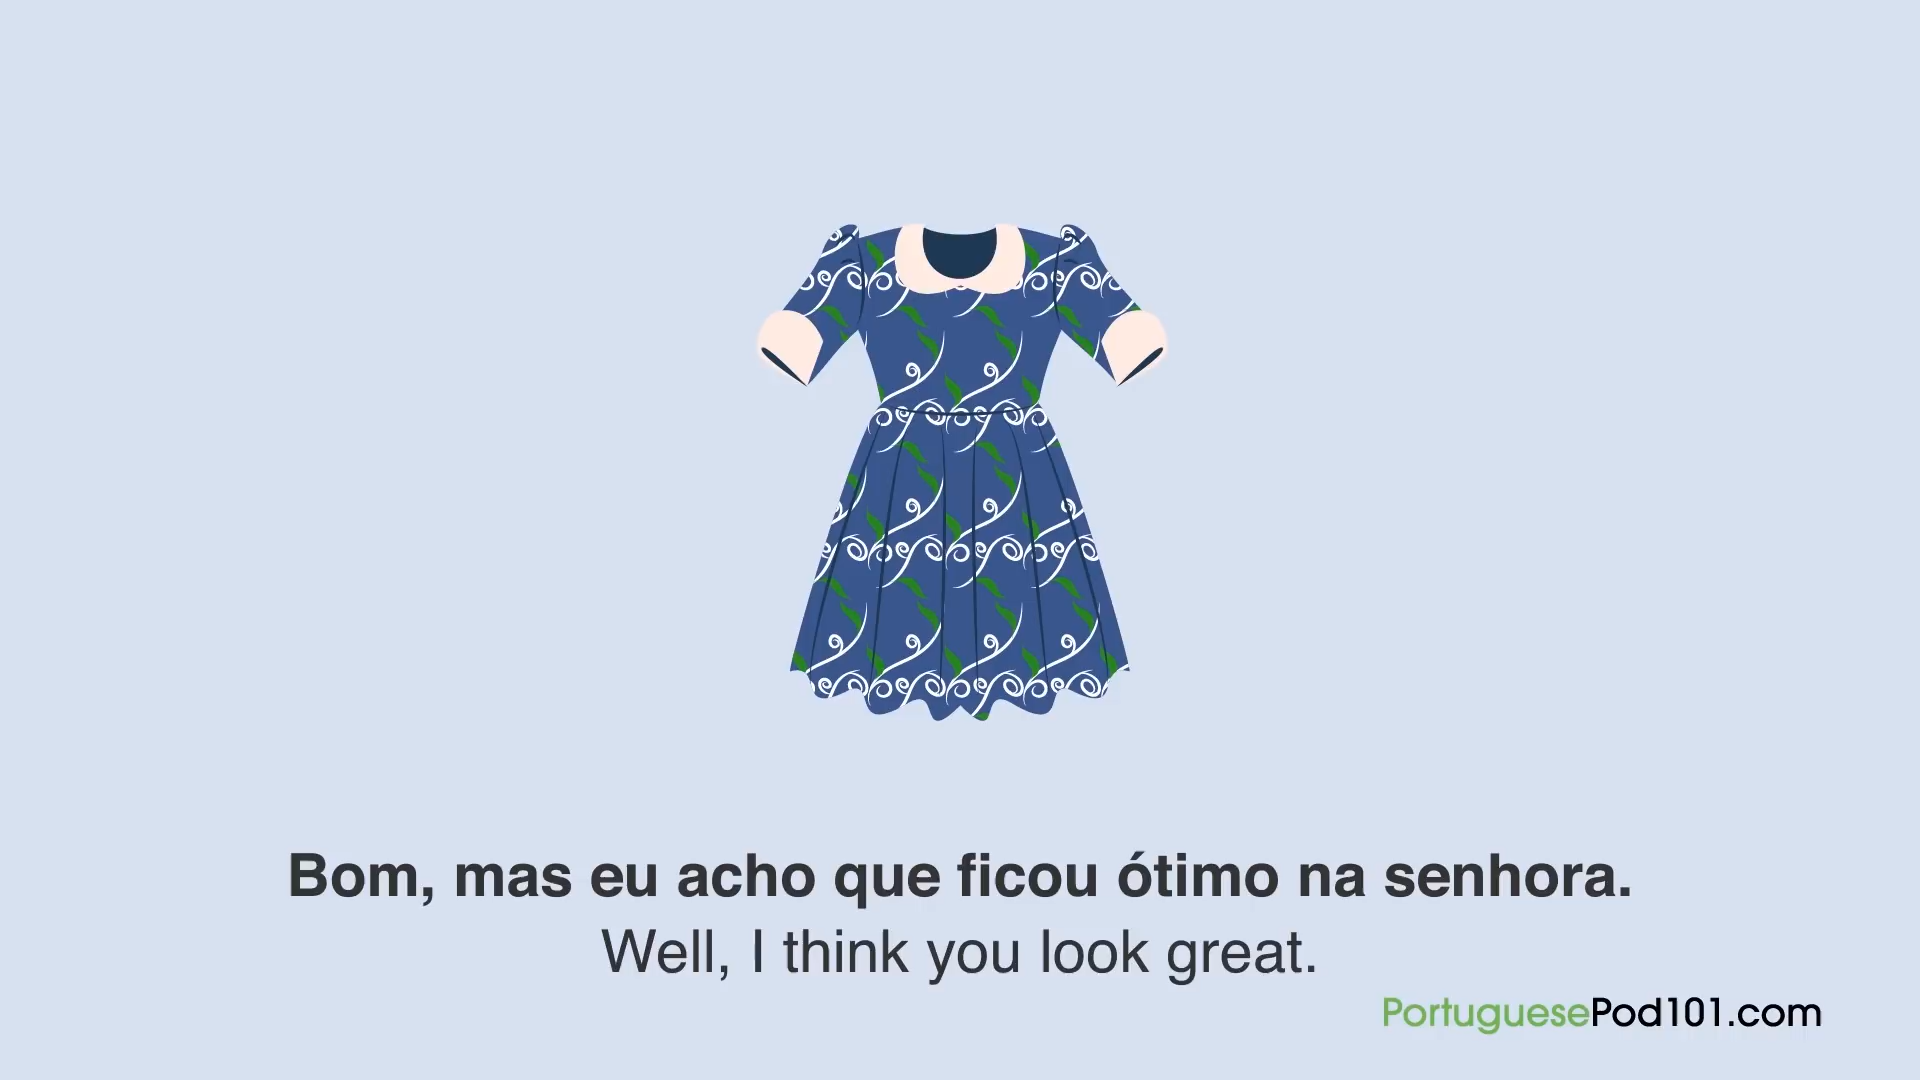 Bom, mas eu acho que ficou ótimo na senhora.
Well, I think you look great.
PortuguesePod101.com